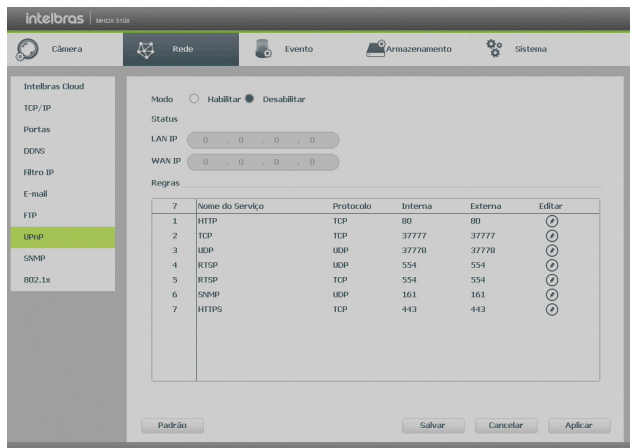 intelbras MHDX 5108
Câmera Rede Evento Armazenamento Sistema
Intelbras Cloud
TCP/IP
Portas
DDNS
Filtro IP
E-mail
FTP
UPnP
SNMP
802.1x
Modo Habilitar Desabilitar
Status
LAN IP 0 . 0 . 0 . 0
WAN IP 0 . 0 . 0 . 0
Regras
7 Nome do Serviço Protocolo Interna Externa Editar
1 HTTP TCP 80 80
2 TCP TCP 37777 37777
3 UDP UDP 37778 37778
4 RTSP UDP 554 554
5 RTSP TCP 554 554
6 SNMP UDP 161 161
7 HTTPS TCP 443 443
Padrão Salvar Cancelar Aplicar